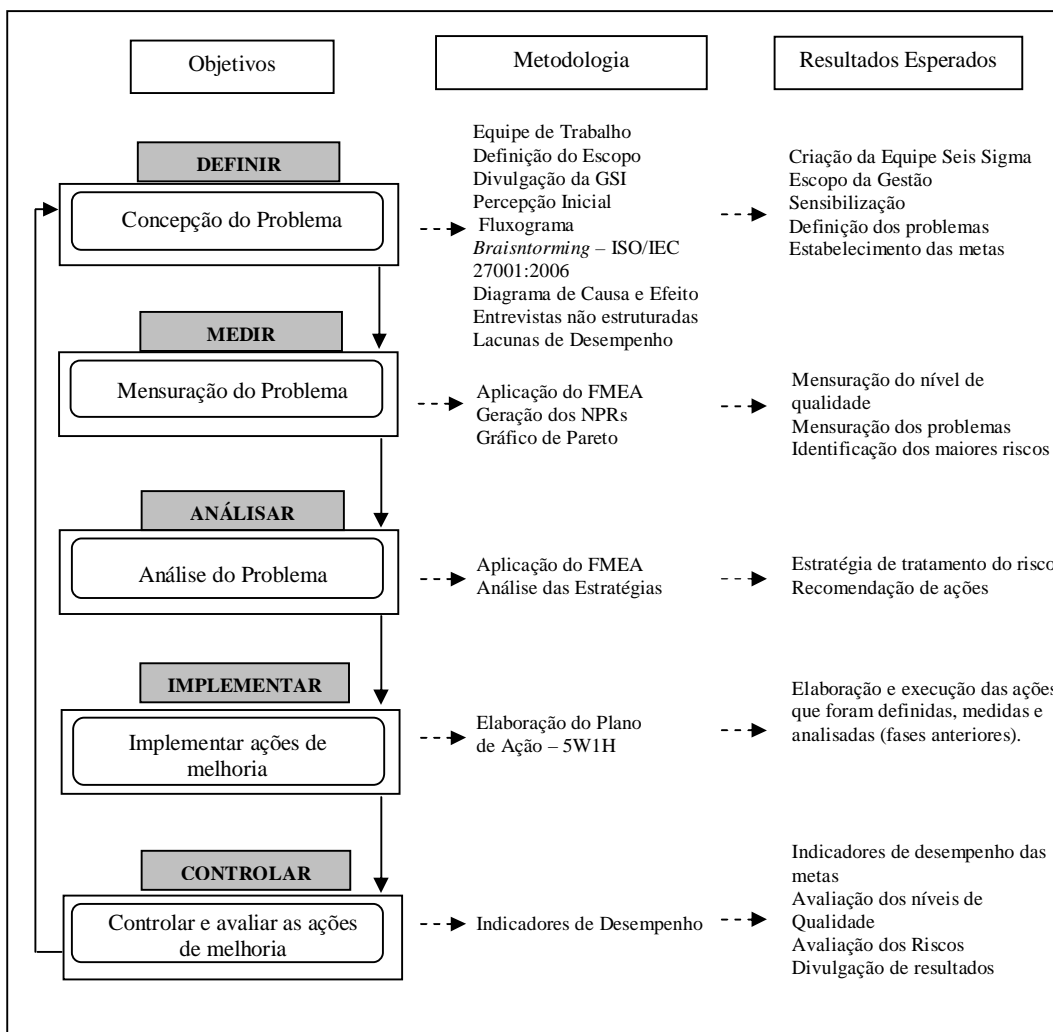 Objetivos
Metodologia
Resultados Esperados
DEFINIR
Concepção do Problema
Equipe de Trabalho
Definição do Escopo
Divulgação da GSI
Percepção Inicial
Fluxograma
Braisntorming – ISO/IEC
27001:2006
Diagrama de Causa e Efeito
Entrevistas não estruturadas
Lacunas de Desempenho
Criação da Equipe Seis Sigma
Escopo da Gestão
Sensibilização
Definição dos problemas
Estabelecimento das metas
MEDIR
Mensuração do Problema
Aplicação do FMEA
Geração dos NPRs
Gráfico de Pareto
Mensuração do nível de
qualidade
Mensuração dos problemas
Identificação dos maiores riscos
ANÁLISAR
Análise do Problema
Aplicação do FMEA
Análise das Estratégias
Estratégia de tratamento do risco
Recomendação de ações
IMPLEMENTAR
Implementar ações de
melhoria
Elaboração do Plano
de Ação – 5W1H
Elaboração e execução das ações
que foram definidas, medidas e
analisadas (fases anteriores).
CONTROLAR
Controlar e avaliar as ações
de melhoria
Indicadores de Desempenho
Indicadores de desempenho das
metas
Avaliação dos níveis de
Qualidade
Avaliação dos Riscos
Divulgação de resultados